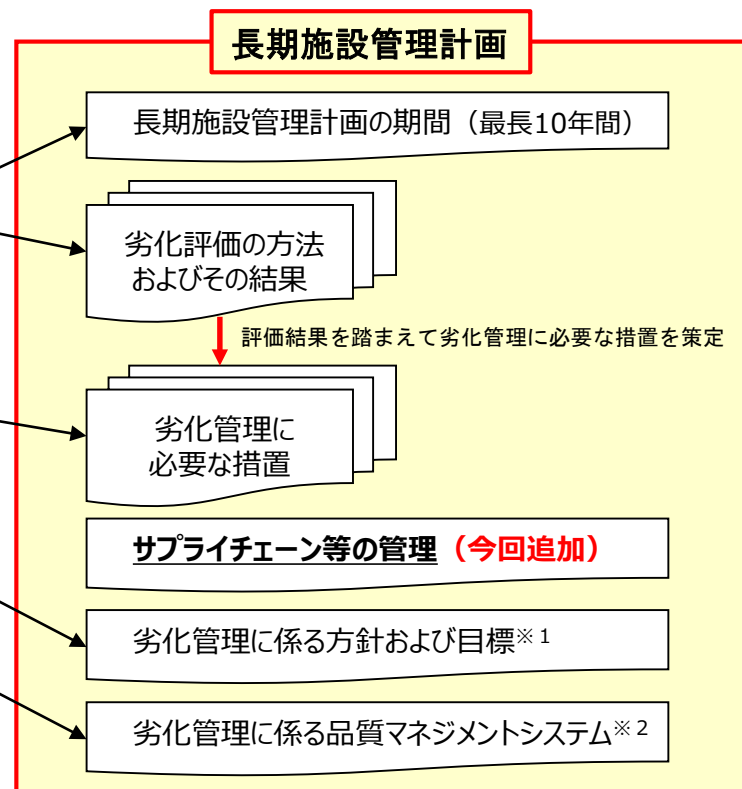 長期施設管理計画
長期施設管理計画の期間（最長10年間）
劣化評価の方法
およびその結果
評価結果を踏まえて劣化管理に必要な措置を策定
劣化管理に
必要な措置
サプライチェーン等の管理（今回追加）
劣化管理に係る方針および目標※1
劣化管理に係る品質マネジメントシステム※2